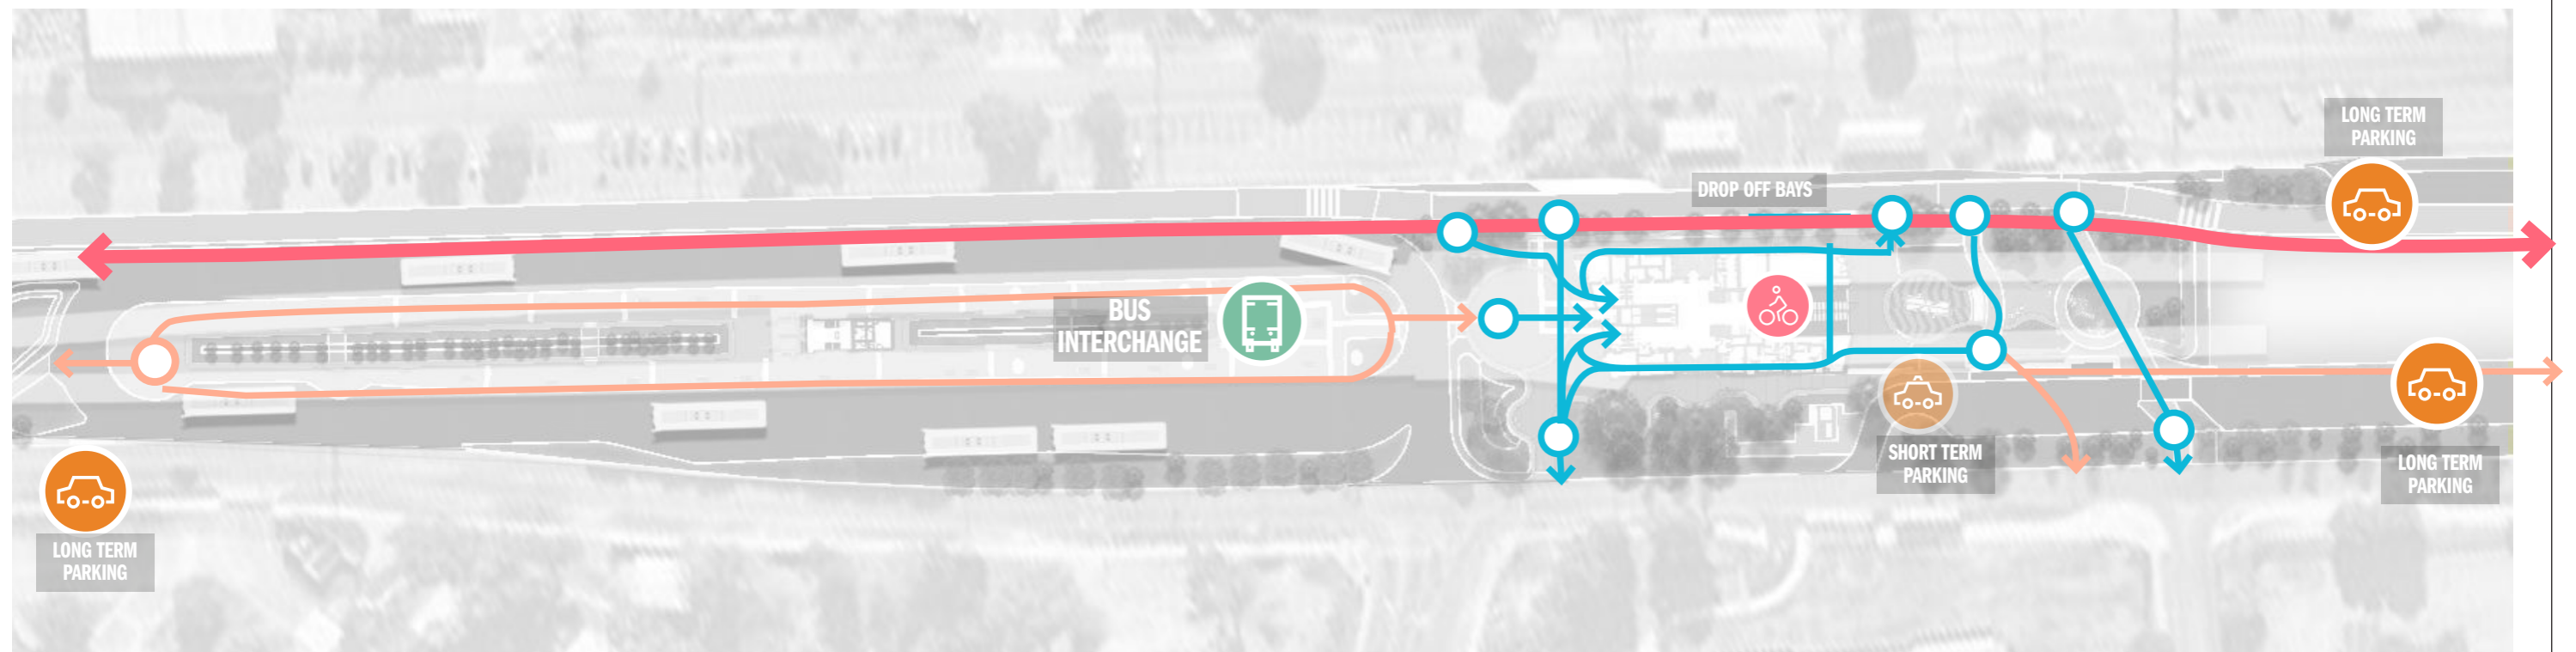 LONG TERM
PARKING
DROP OFF BAYS
BUS
INTERCHANGE
SHORT TERM
PARKING
LONG TERM
PARKING
LONG TERM
PARKING